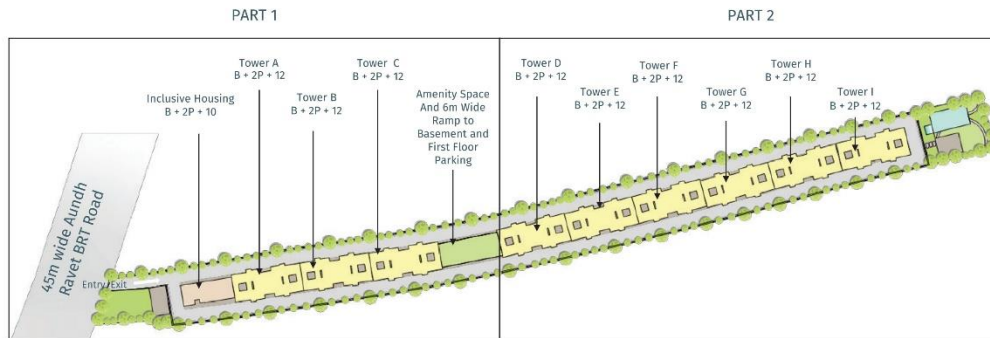 PART 1
PART 2
Inclusive Housing
B + 2P + 10
Tower A
B + 2P + 12
Tower B
B + 2P + 12
Tower C
B + 2P + 12
Amenity Space
And 6m Wide
Ramp to
Basement and
First Floor
Parking
Tower D
B + 2P + 12
Tower E
B + 2P + 12
Tower F
B + 2P + 12
Tower G
B + 2P + 12
Tower H
B + 2P + 12
Tower I
B + 2P + 12
45m wide Aundh
Ravet BRT Road
Entry/Exit